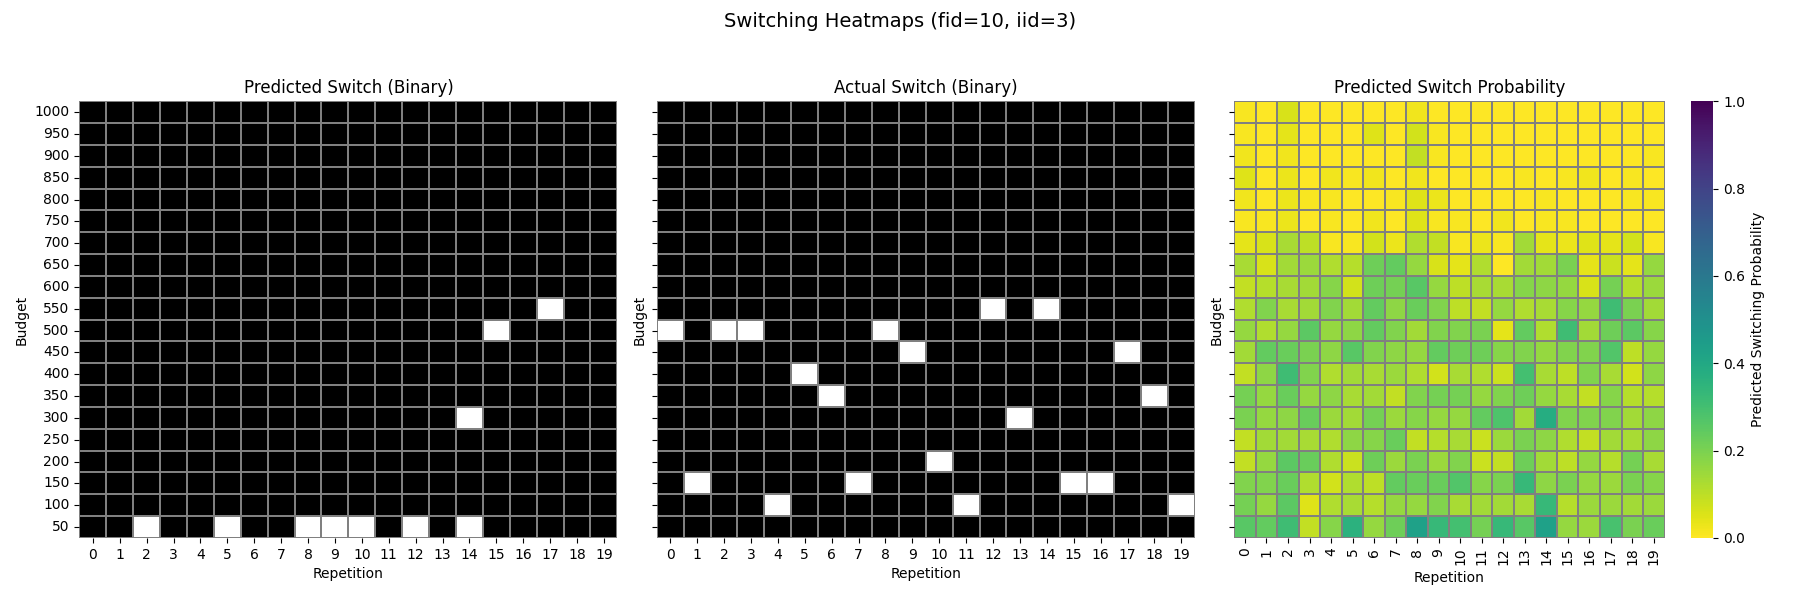 Switching Heatmaps (fid=10, iid=3)
Predicted Switch (Binary)
1000
950
900
850
800
750
700
650
600
550
500
450
400
350
300
250
200
150
100
50
Budget
0 1 2 3 4 5 6 7 8 9 10 11 12 13 14 15 16 17 18 19
Repetition
Actual Switch (Binary)
Budget
0 1 2 3 4 5 6 7 8 9 10 11 12 13 14 15 16 17 18 19
Repetition
Predicted Switch Probability
Budget
0 1 2 3 4 5 6 7 8 9 10 11 12 13 14 15 16 17 18 19
Repetition
1.0
0.8
0.6
0.4
0.2
0.0
Predicted Switching Probability